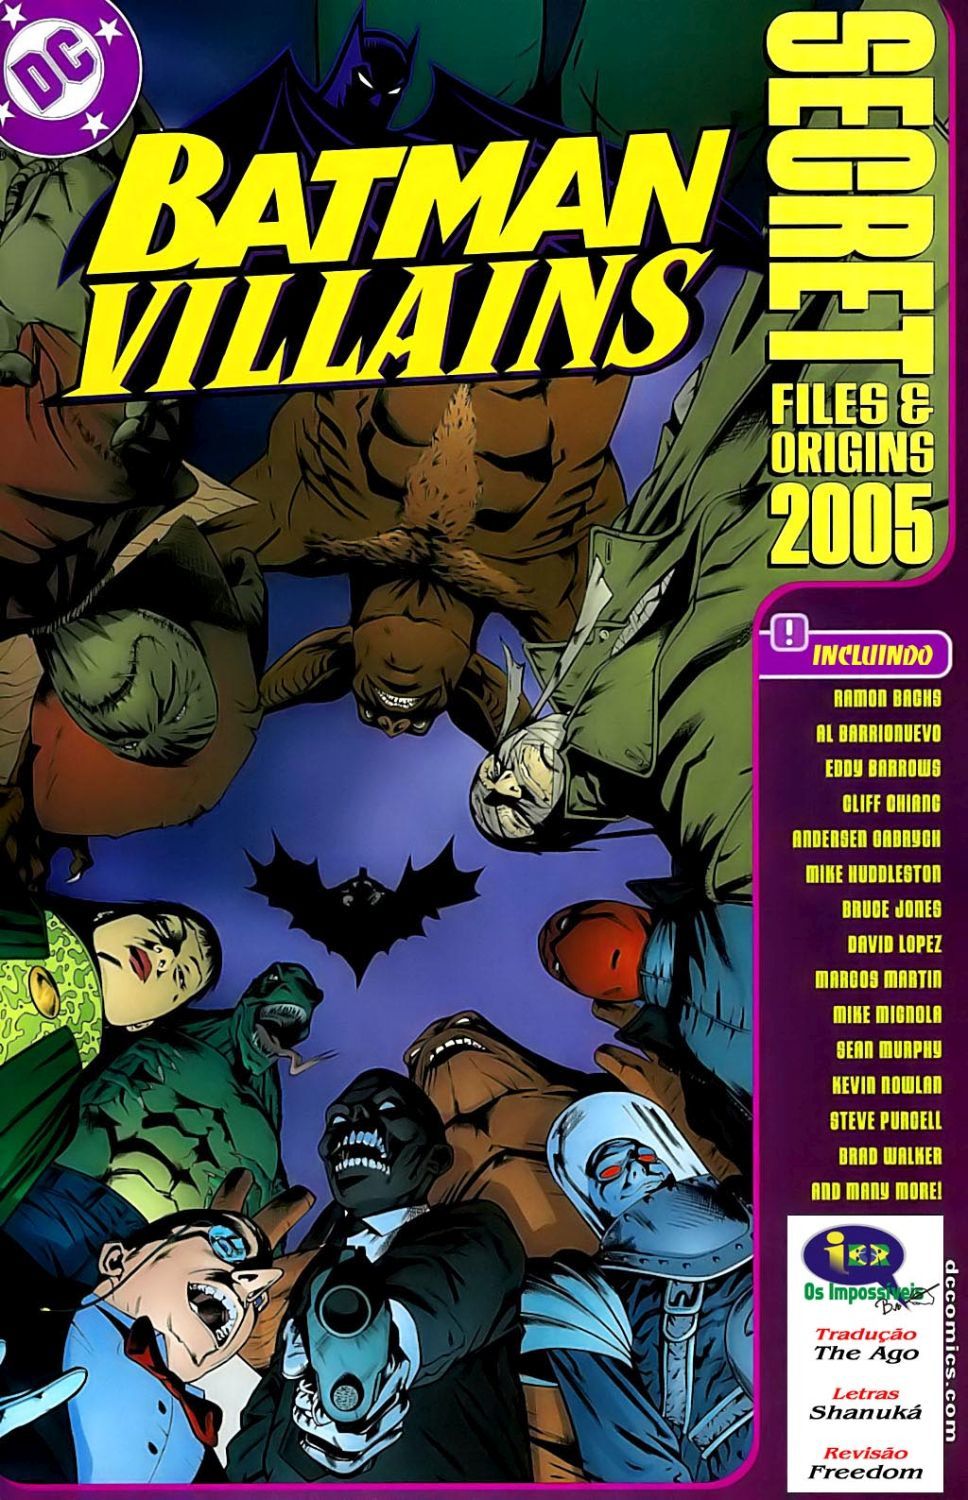 DC
BATMAN
VILLAINS
SECRET
FILES &
ORIGINS
2005
!
INCLUINDO
RAMON BACHS
AL BARRIONUEVO
EDDY BARROWS
CLIFF CHIANG
ANDERSEN GABRYCH
MIKE HUDDLESTON
BRUCE JONES
DAVID LOPEZ
MARCOS MARTIN
MIKE MIGNOLA
SEAN MURPHY
KEVIN NOWLAN
STEVE PURCELL
BRAD WALKER
AND MANY MORE!
Os Impossíveis
Tradução
The Ago
Letras
Shanuká
Revisão
Freedom
dccomics.com